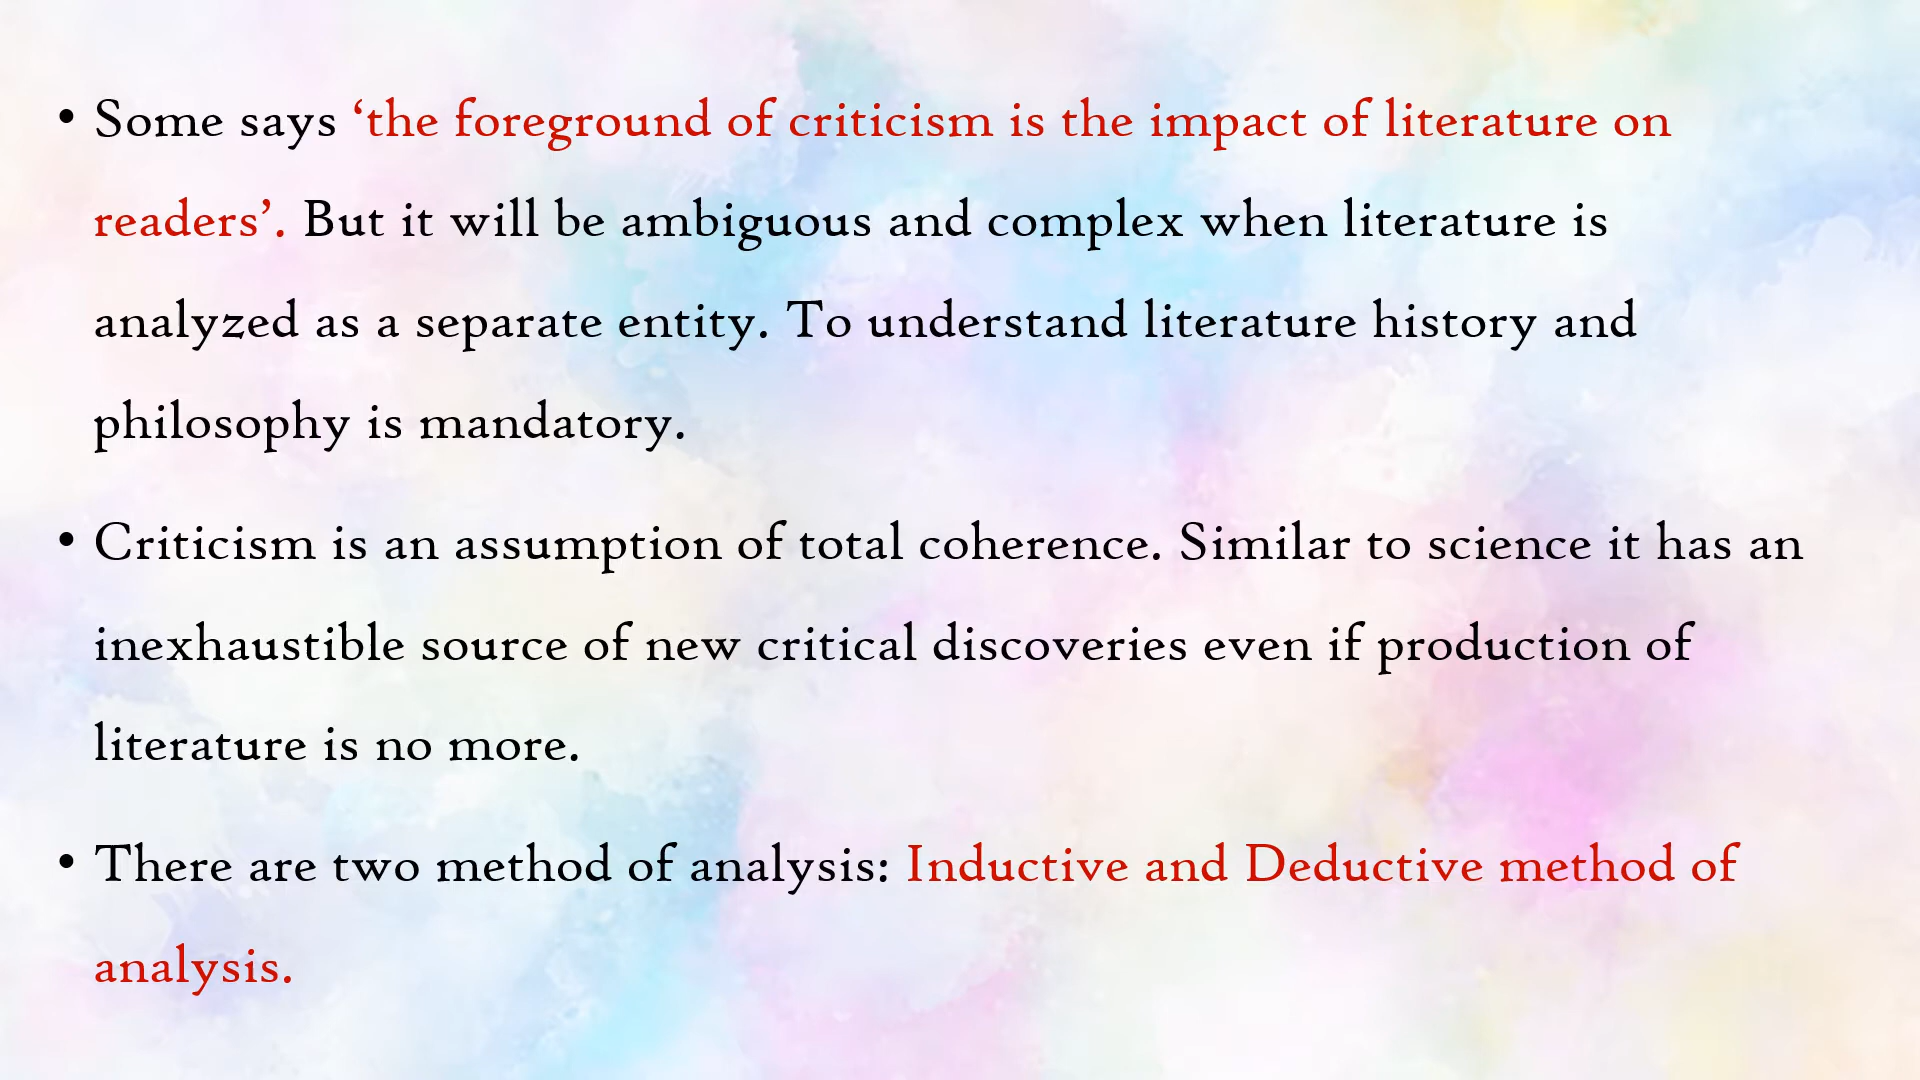 • Some says ‘the foreground of criticism is the impact of literature on
readers’. But it will be ambiguous and complex when literature is
analyzed as a separate entity. To understand literature history and
philosophy is mandatory.
• Criticism is an assumption of total coherence. Similar to science it has an
inexhaustible source of new critical discoveries even if production of
literature is no more.
• There are two method of analysis: Inductive and Deductive method of
analysis.